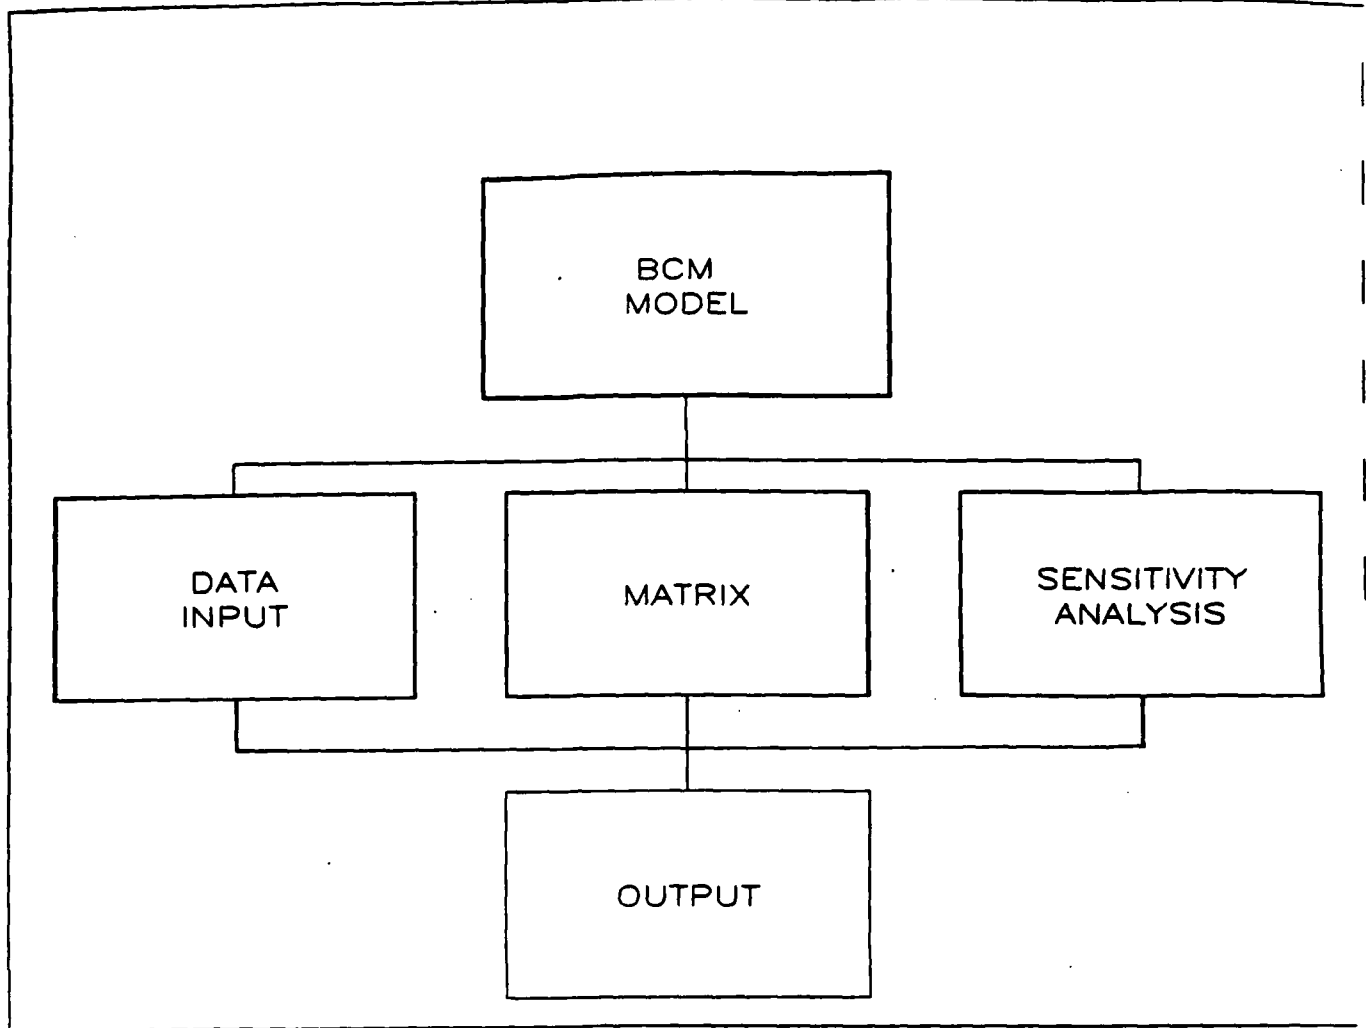 BCM
MODEL
DATA
INPUT
MATRIX
SENSITIVITY
ANALYSIS
OUTPUT